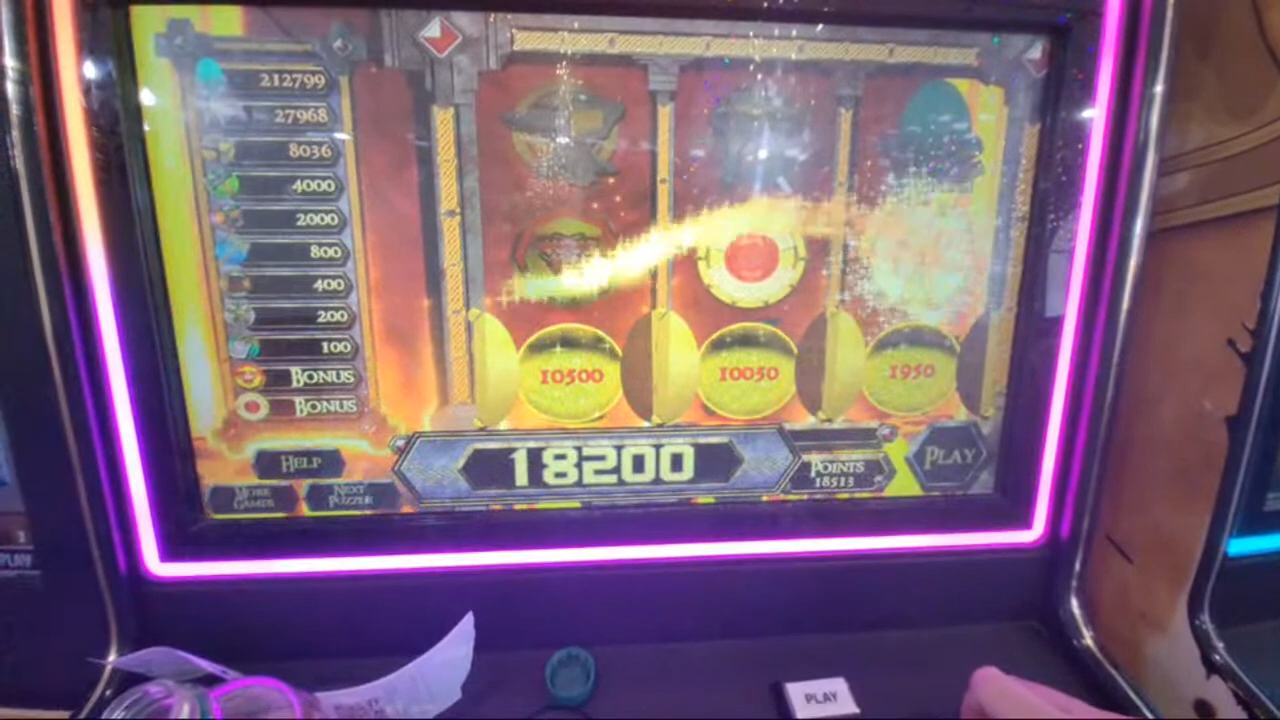 212799
27968
8036
4000
2000
800
400
200
100
BONUS
BONUS
10500
10050
1950
HELP
MORE
GAMES
NEXT
PUZZLE
18200
POINTS
18513
PLAY
PLAY
PLAY